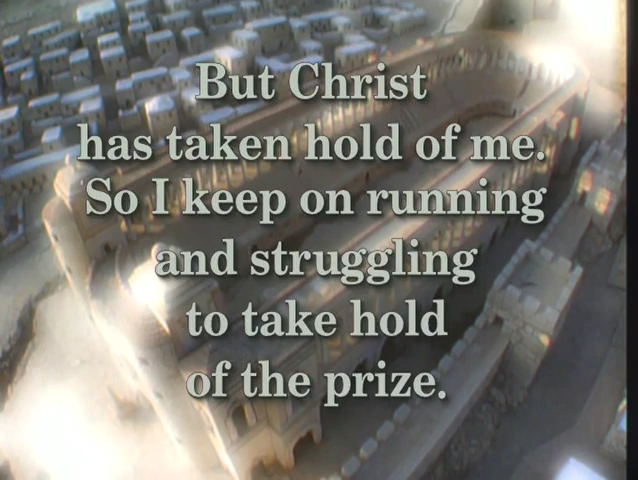 But Christ
has taken hold of me.
So I keep on running
and struggling
to take hold
of the prize.